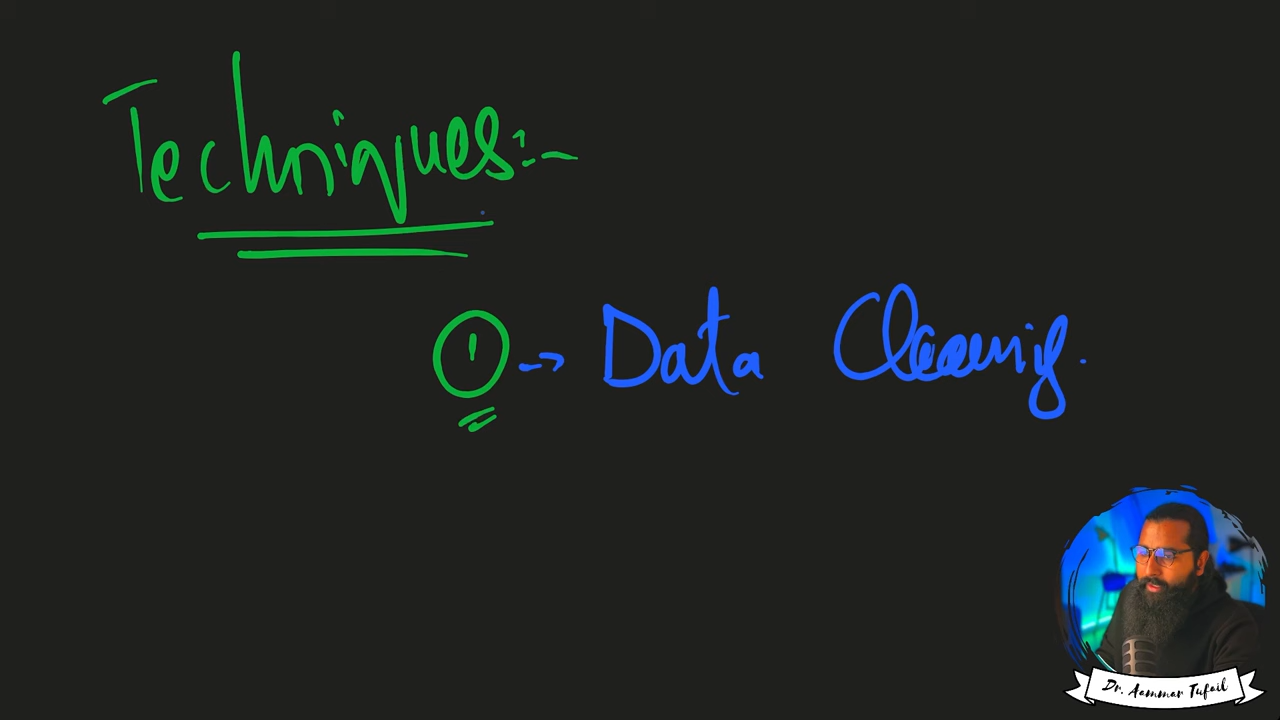 Techniques:-
① → Data Cleaning.
Dr. Aammar Tufail